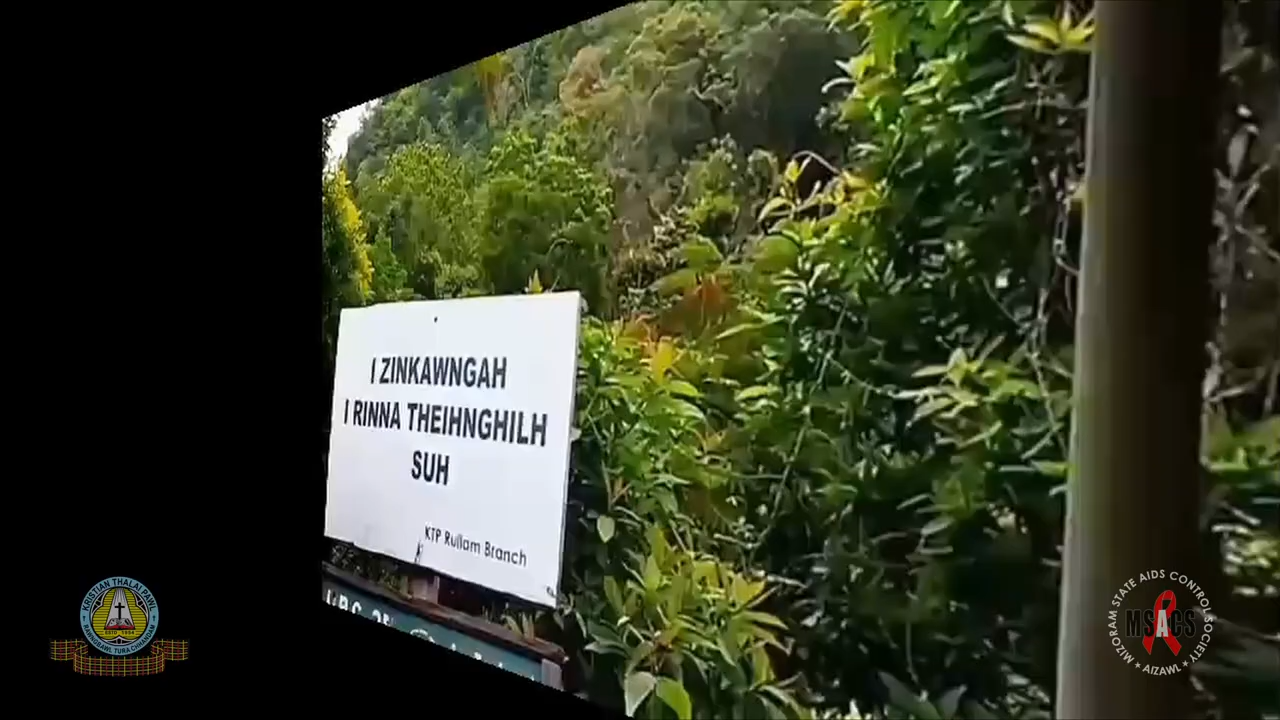 I ZINKAWNGAH
I RINNA THEIHNGHILH
SUH
KTP Rullam Branch
KRISTIAN THALAI PAWL
MIZORAM STATE AIDS CONTROL SOCIETY
MSACS
★ AIZAWL ★